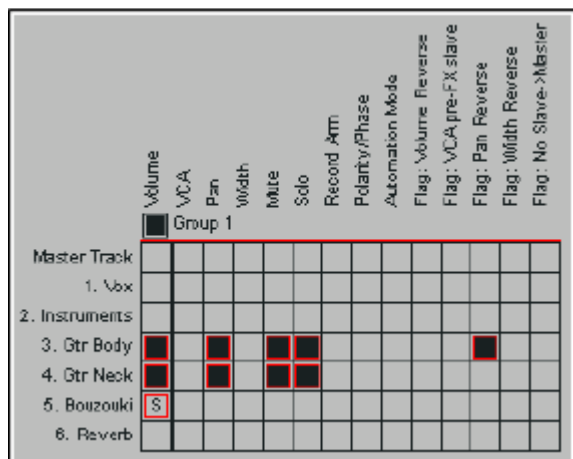 Volume
VCA
Pan
Width
Mute
Solo
Record Arm
Polarity/Phase
Automation Mode
Flag: Volume Reverse
Flag: VCA pre-FX slave
Flag: Pan Reverse
Flag: Width Reverse
Flag: No Slave->Master
Group 1
Master Track
1. Vox
2. Instruments
3. Gtr Body
4. Gtr Neck
5. Bouzouki
S
6. Reverb